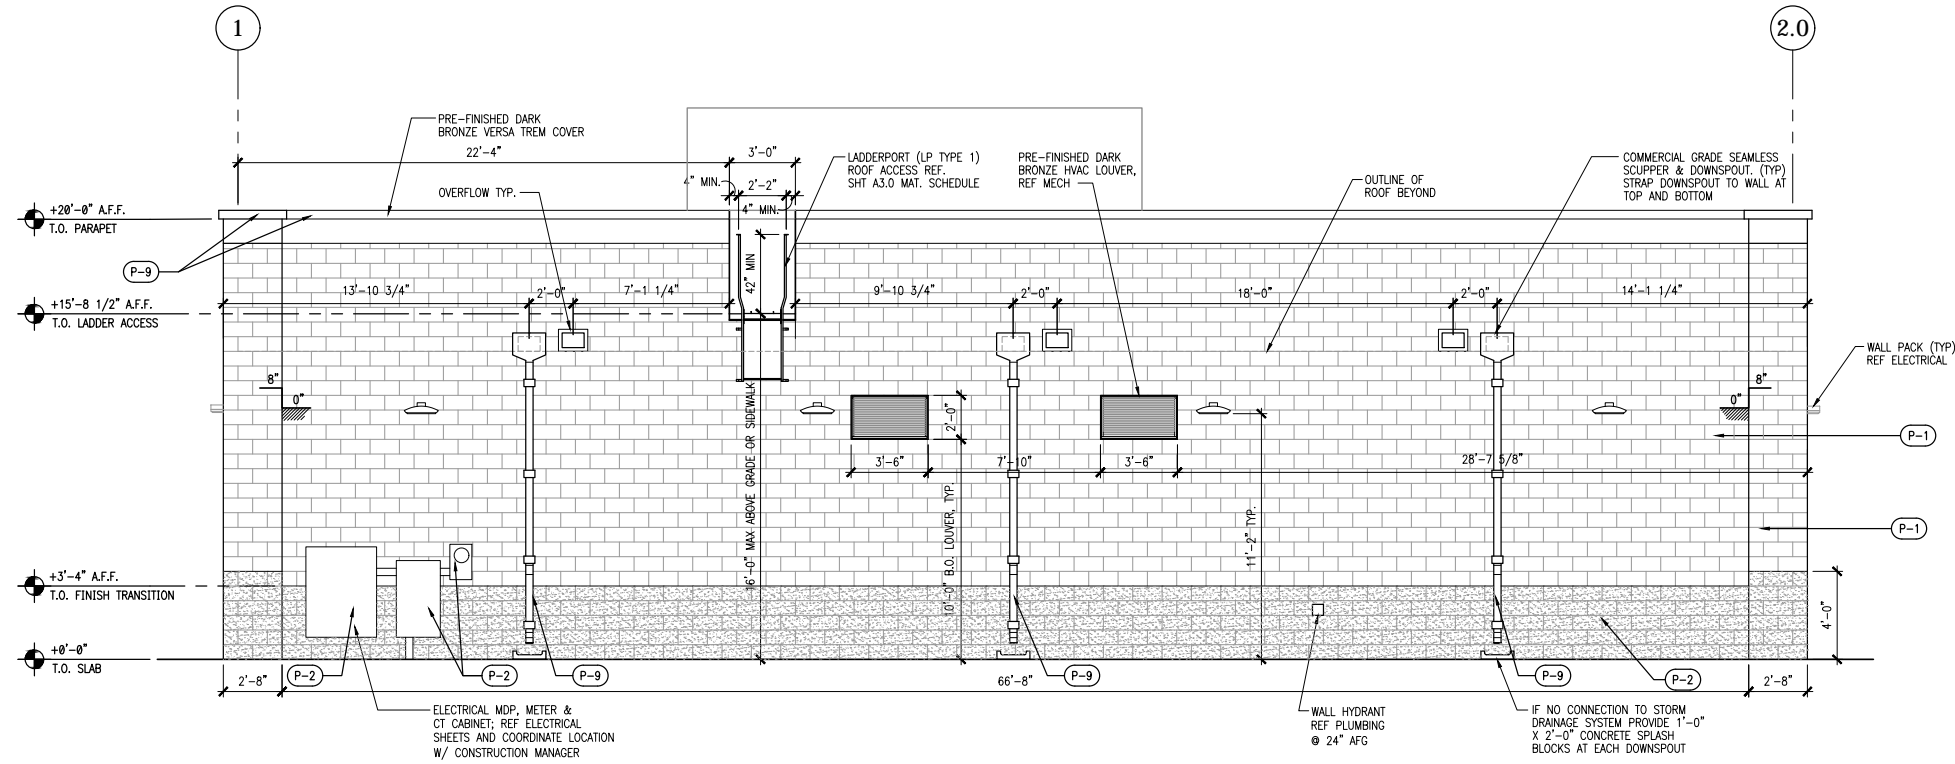 1
2.0
PRE-FINISHED DARK
BRONZE VERSA TREM COVER
22'-4"
3'-0"
4" MIN.
2'-2"
4" MIN.
LADDERPORT (LP TYPE 1)
ROOF ACCESS REF.
SHT A3.0 MAT. SCHEDULE
PRE-FINISHED DARK
BRONZE HVAC LOUVER,
REF MECH
OUTLINE OF
ROOF BEYOND
COMMERCIAL GRADE SEAMLESS
SCUPPER & DOWNSPOUT. (TYP)
STRAP DOWNSPOUT TO WALL AT
TOP AND BOTTOM
OVERFLOW TYP.
+20'-0" A.F.F.
T.O. PARAPET
P-9
42" MIN
13'-10 3/4"
2'-0"
7'-1 1/4"
9'-10 3/4"
2'-0"
18'-0"
2'-0"
14'-1 1/4"
+15'-8 1/2" A.F.F.
T.O. LADDER ACCESS
WALL PACK (TYP)
REF ELECTRICAL
8"
0"
8"
0"
2'-0"
P-1
3'-6"
7'-10"
3'-6"
28'-7 5/8"
16'-0" MAX ABOVE GRADE OR SIDEWALK
10'-0" B.O. LOUVER, TYP.
11'-2" TYP.
P-1
+3'-4" A.F.F.
T.O. FINISH TRANSITION
4'-0"
+0'-0"
T.O. SLAB
2'-8"
P-2
P-2
P-9
66'-8"
P-9
P-9
P-2
2'-8"
ELECTRICAL MDP, METER &
CT CABINET; REF ELECTRICAL
SHEETS AND COORDINATE LOCATION
W/ CONSTRUCTION MANAGER
WALL HYDRANT
REF PLUMBING
@ 24" AFG
IF NO CONNECTION TO STORM
DRAINAGE SYSTEM PROVIDE 1'-0"
X 2'-0" CONCRETE SPLASH
BLOCKS AT EACH DOWNSPOUT